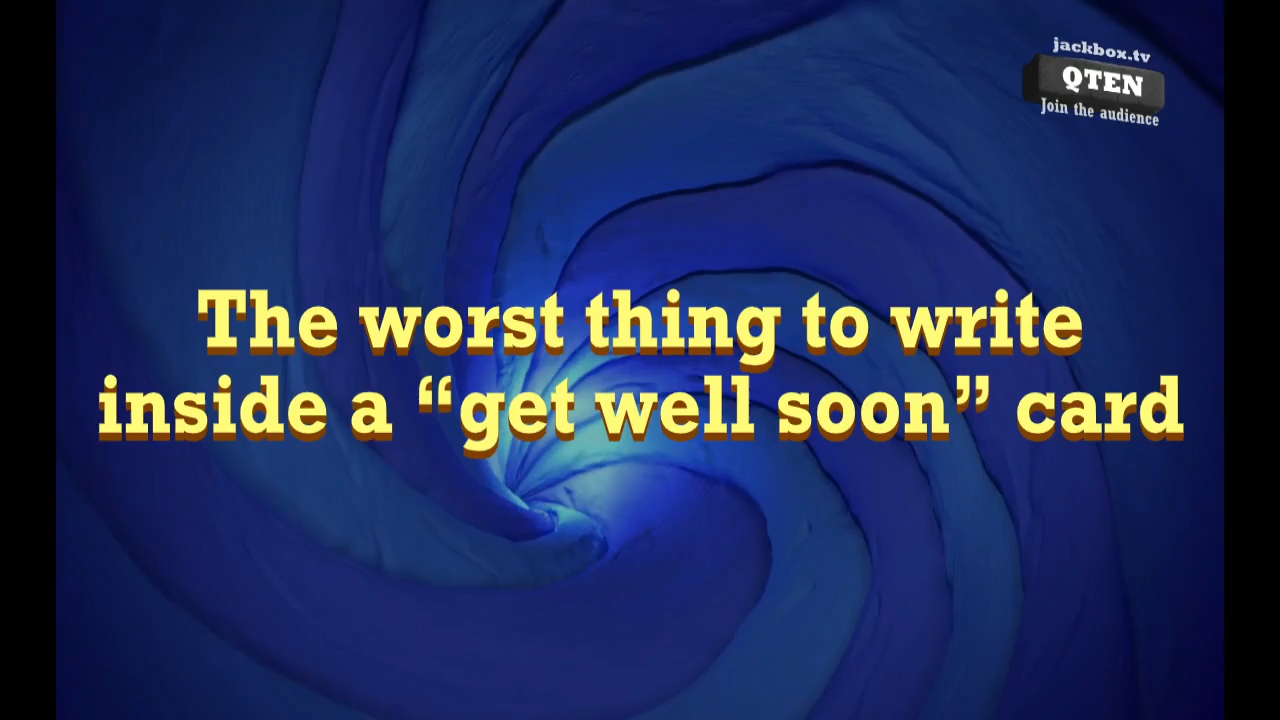 jackbox.tv
QTEN
Join the audience
The worst thing to write
inside a “get well soon” card